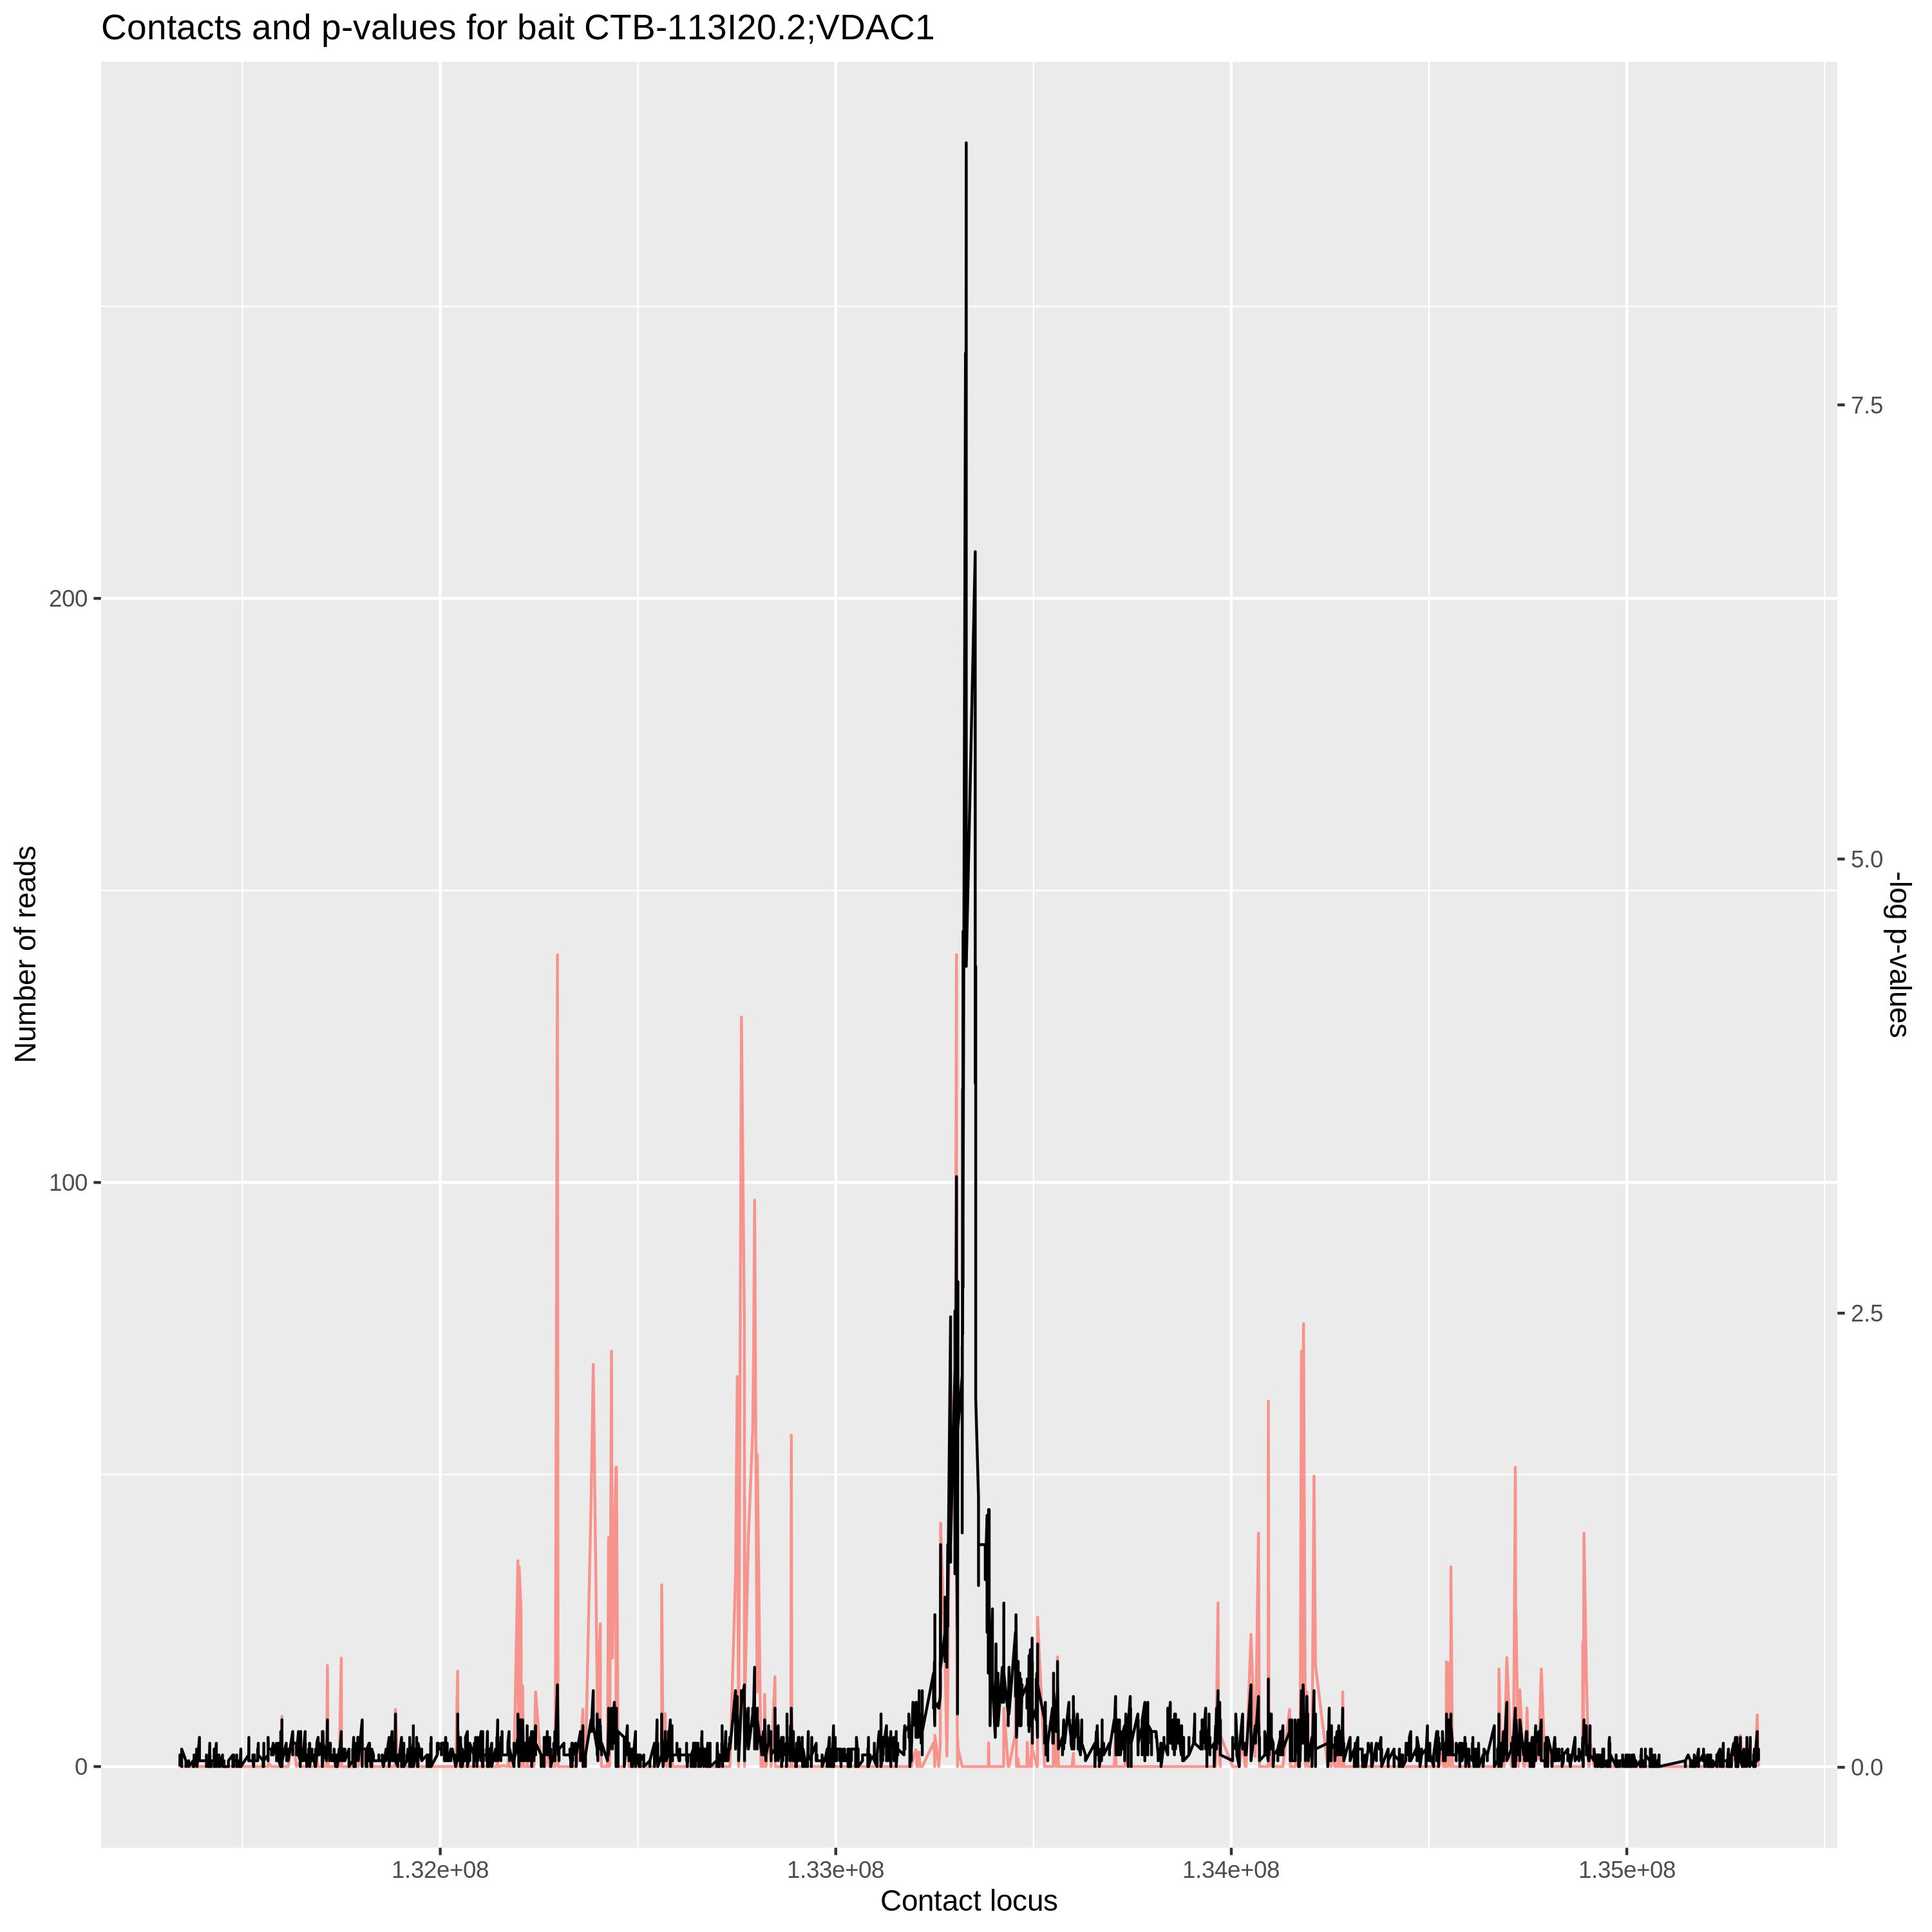 Contacts and p-values for bait CTB-113I20.2;VDAC1
Number of reads
200
100
0
7.5
5.0
2.5
0.0
-log p-values
1.32e+08 1.33e+08 1.34e+08 1.35e+08
Contact locus